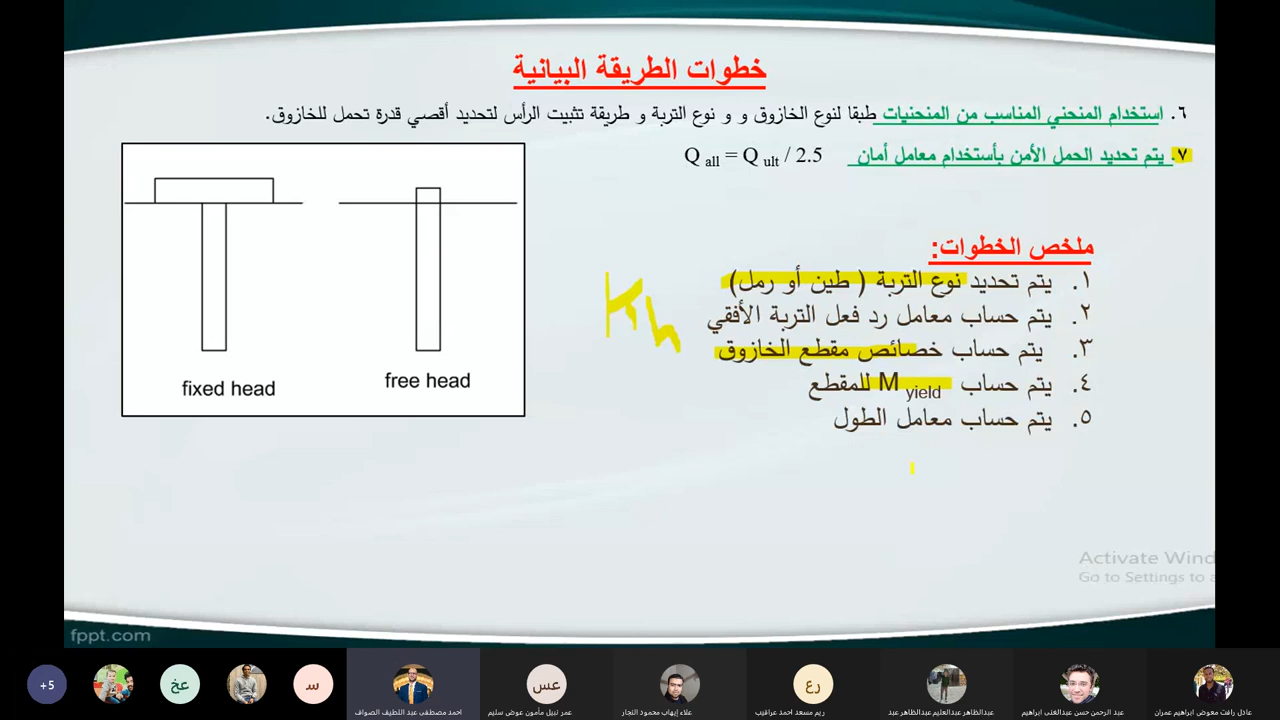 خطوات الطريقة البيانية
٦. استخدام المنحني المناسب من المنحنيات طبقا لنوع الخازوق و و نوع التربة و طريقة تثبيت الرأس لتحديد أقصي قدرة تحمل للخازوق.
٧. يتم تحديد الحمل الأمن بأستخدام معامل أمان Q all = Q ult / 2.5
fixed head
free head
ملخص الخطوات:
١. يتم تحديد نوع التربة ( طين أو رمل)
٢. يتم حساب معامل رد فعل التربة الأفقي
Kh
٣. يتم حساب خصائص مقطع الخازوق
٤. يتم حساب M yield للمقطع
٥. يتم حساب معامل الطول
Activate Wind
Go to Settings to a
fppt.com
+5
عخ
س
احمد مصطفى عبد اللطيف الصواف
عس
عمر نبيل مأمون عوض سليم
علاء إيهاب محمود النجار
رع
ريم مسعد احمد عراقيب
عبدالظاهر عبدالعليم عبدالظاهر عبد
عبد الرحمن حسن عبدالغنى ابراهيم
عادل رافت معوض ابراهيم عمران